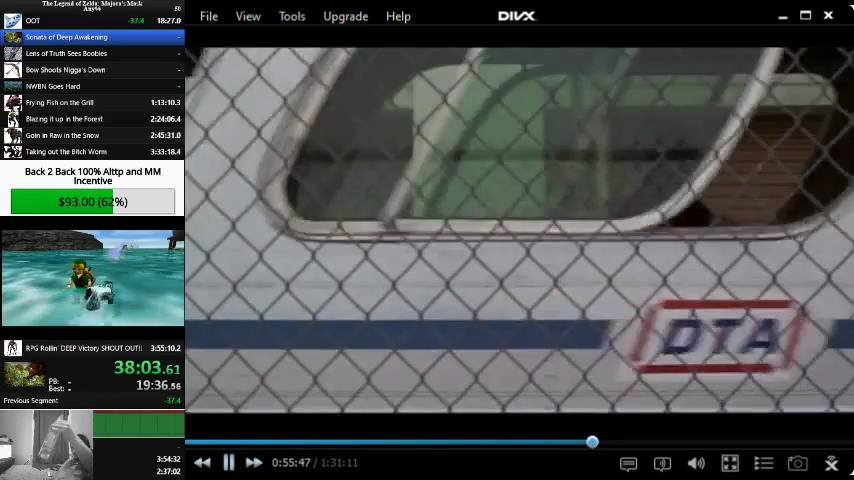 The Legend of Zelda: Majora's Mask
Any%
50
File View Tools Upgrade Help
DIVX
OOT -37.4 18:27.0
Sonata of Deep Awakening -
Lens of Truth Sees Boobies -
Bow Shoots Nigga's Down -
NWBN Goes Hard -
Frying Fish on the Grill 1:13:10.3
Blazing it up in the Forest 2:24:06.4
Goin in Raw in the Snow 2:45:31.0
Taking out the Bitch Worm 3:33:18.4
Back 2 Back 100% Alttp and MM
Incentive
$93.00 (62%)
DTA
RPG Rollin' DEEP Victory SHOUT OUT!! 3:55:10.2
38:03.61
PB: -
Best: -
19:36.56
Previous Segment -37.4
-
3:54:32
2:37:02
0:55:47 / 1:31:11